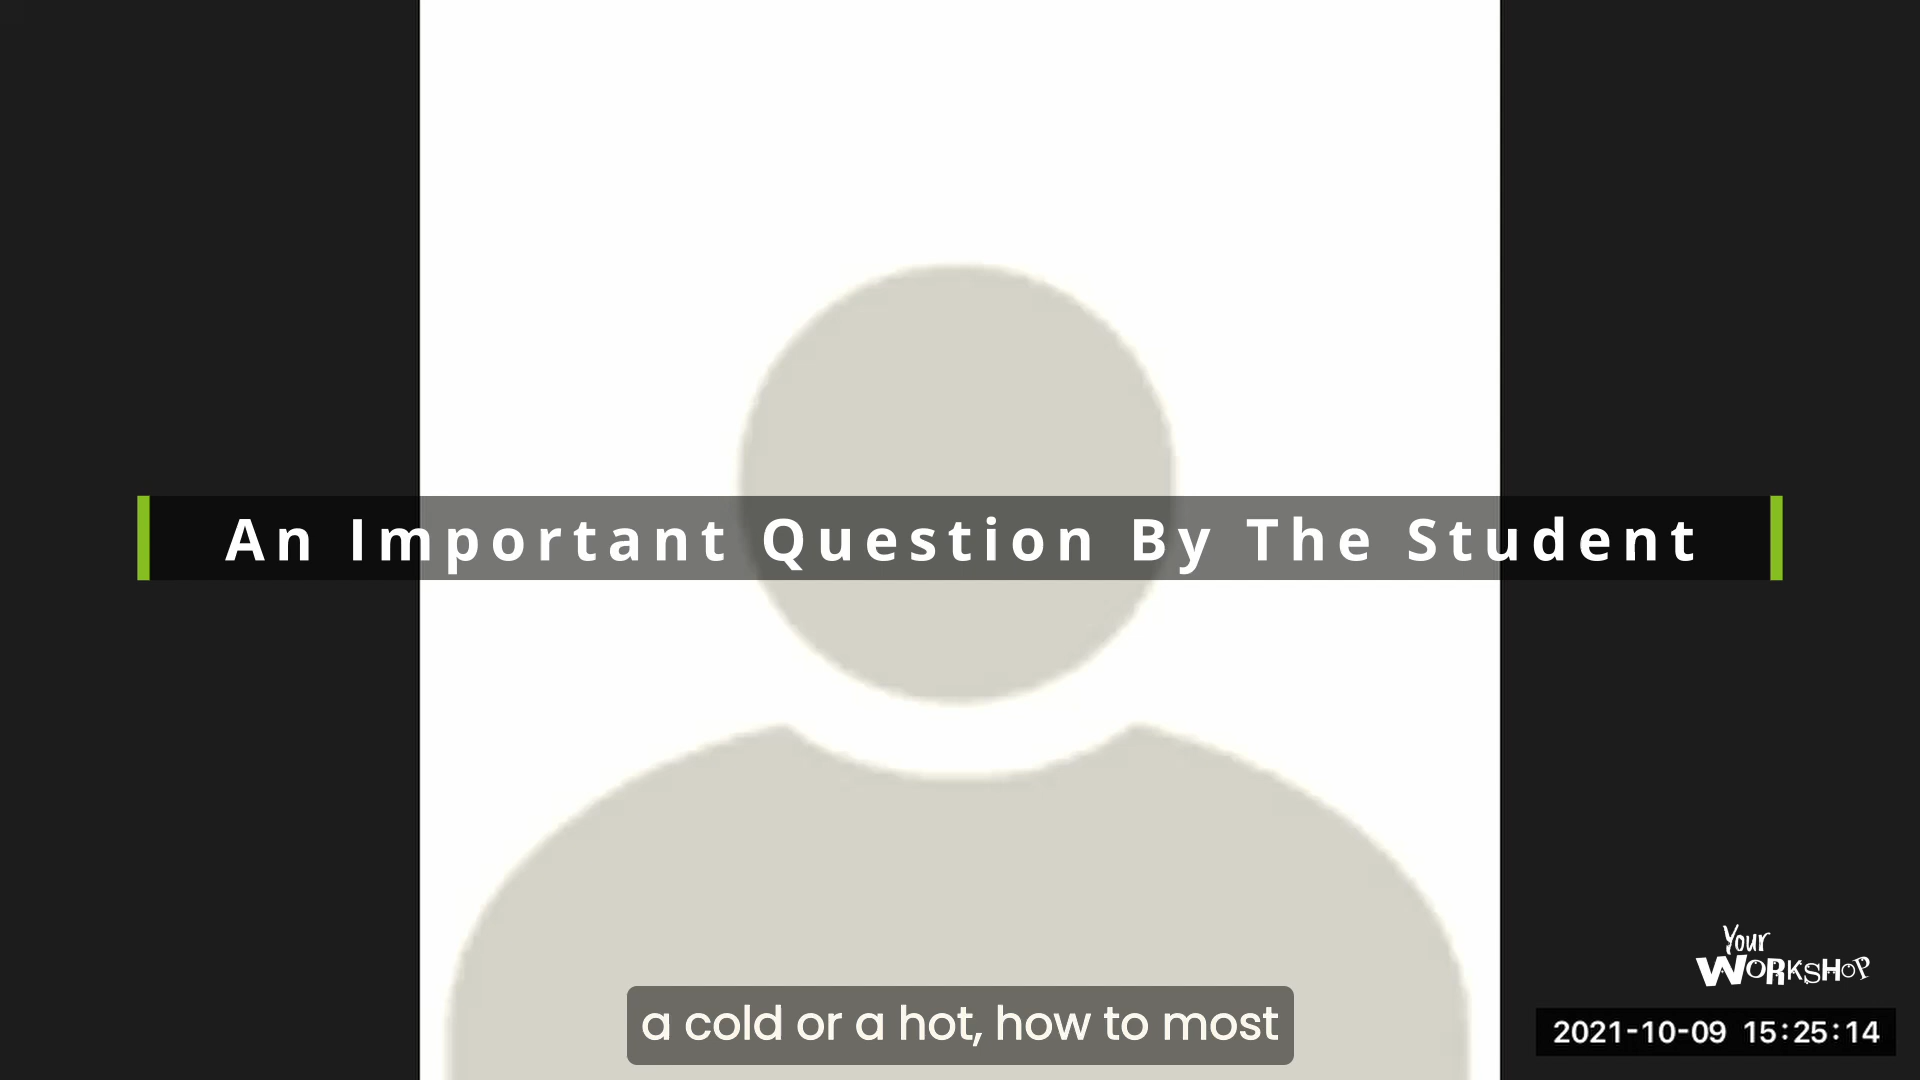 An Important Question By The Student
Your
WORKSHOP
a cold or a hot, how to most
2021-10-09 15:25:14